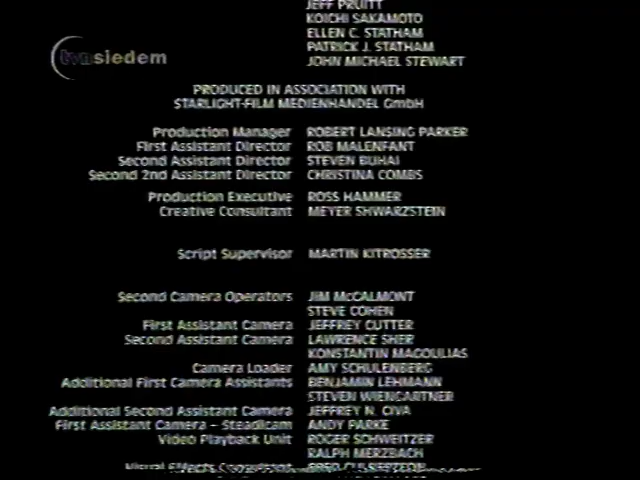 JEFF PRUITT
KOICHI SAKAMOTO
ELLEN C. STATHAM
PATRICK J. STATHAM
JOHN MICHAEL STEWART
tvn siedem
PRODUCED IN ASSOCIATION WITH
STARLIGHT-FILM MEDIENHANDEL GmbH
Production Manager ROBERT LANSING PARKER
First Assistant Director ROB MALENFANT
Second Assistant Director STEVEN BUHAI
Second 2nd Assistant Director CHRISTINA COMBS
Production Executive ROSS HAMMER
Creative Consultant MEYER SHWARZSTEIN
Script Supervisor MARTIN KITROSSER
Second Camera Operators JIM McCALMONT
STEVE COHEN
First Assistant Camera JEFFREY CUTTER
Second Assistant Camera LAWRENCE SHER
KONSTANTIN MAGOULIAS
Camera Loader AMY SCHULENBERG
Additional First Camera Assistants BENJAMIN LEHMANN
STEVEN WIENGARTNER
Additional Second Assistant Camera JEFFREY N. CIVA
First Assistant Camera – Steadicam ANDY PARKE
Video Playback Unit ROGER SCHWEITZER
RALPH MERZBACH
Visual Effects